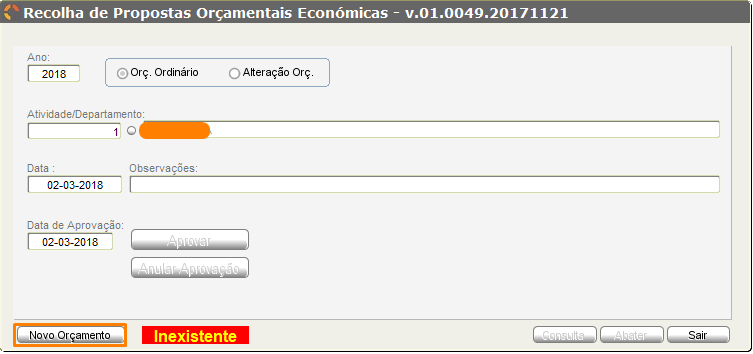 Recolha de Propostas Orçamentais Económicas - v.01.0049.20171121
Ano:
2018
Orç. Ordinário
Alteração Orç.
Atividade/Departamento:
1
Data :
Observações:
02-03-2018
Data de Aprovação:
02-03-2018
Aprovar
Anular Aprovação
Novo Orçamento
Inexistente
Consulta
Abater
Sair